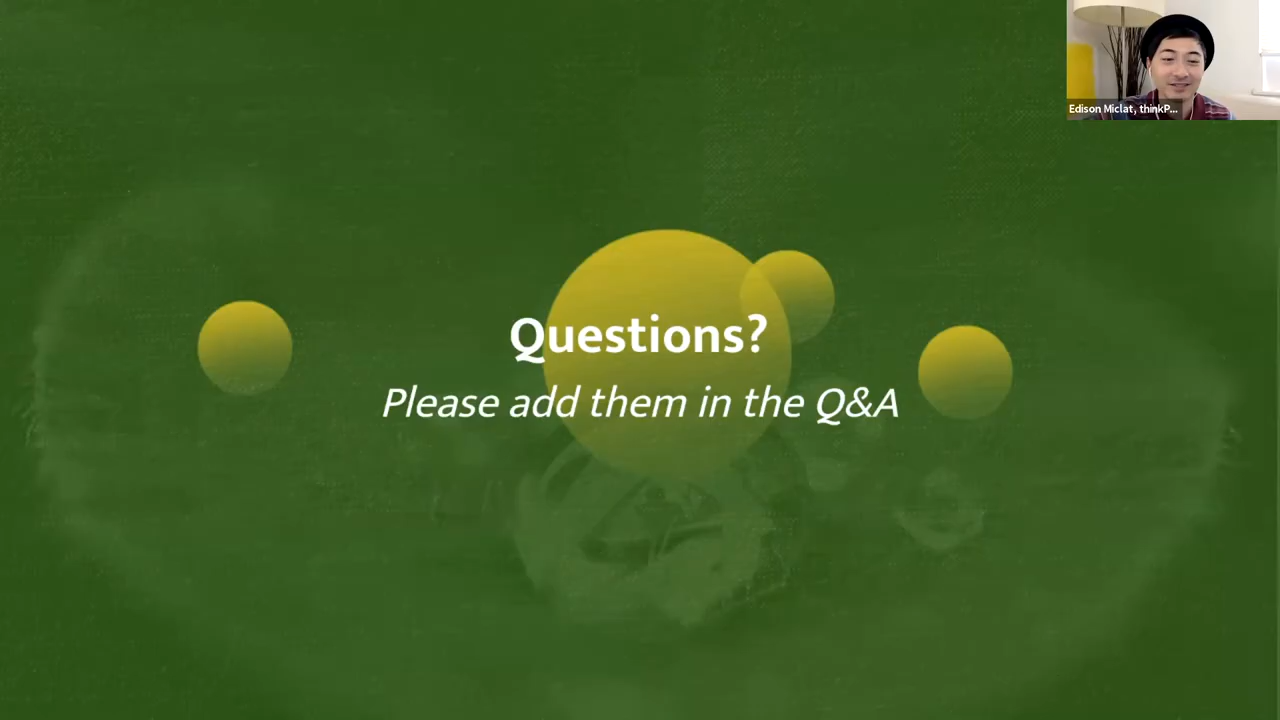 Edison Miclat, thinkP...
Questions?
Please add them in the Q&A